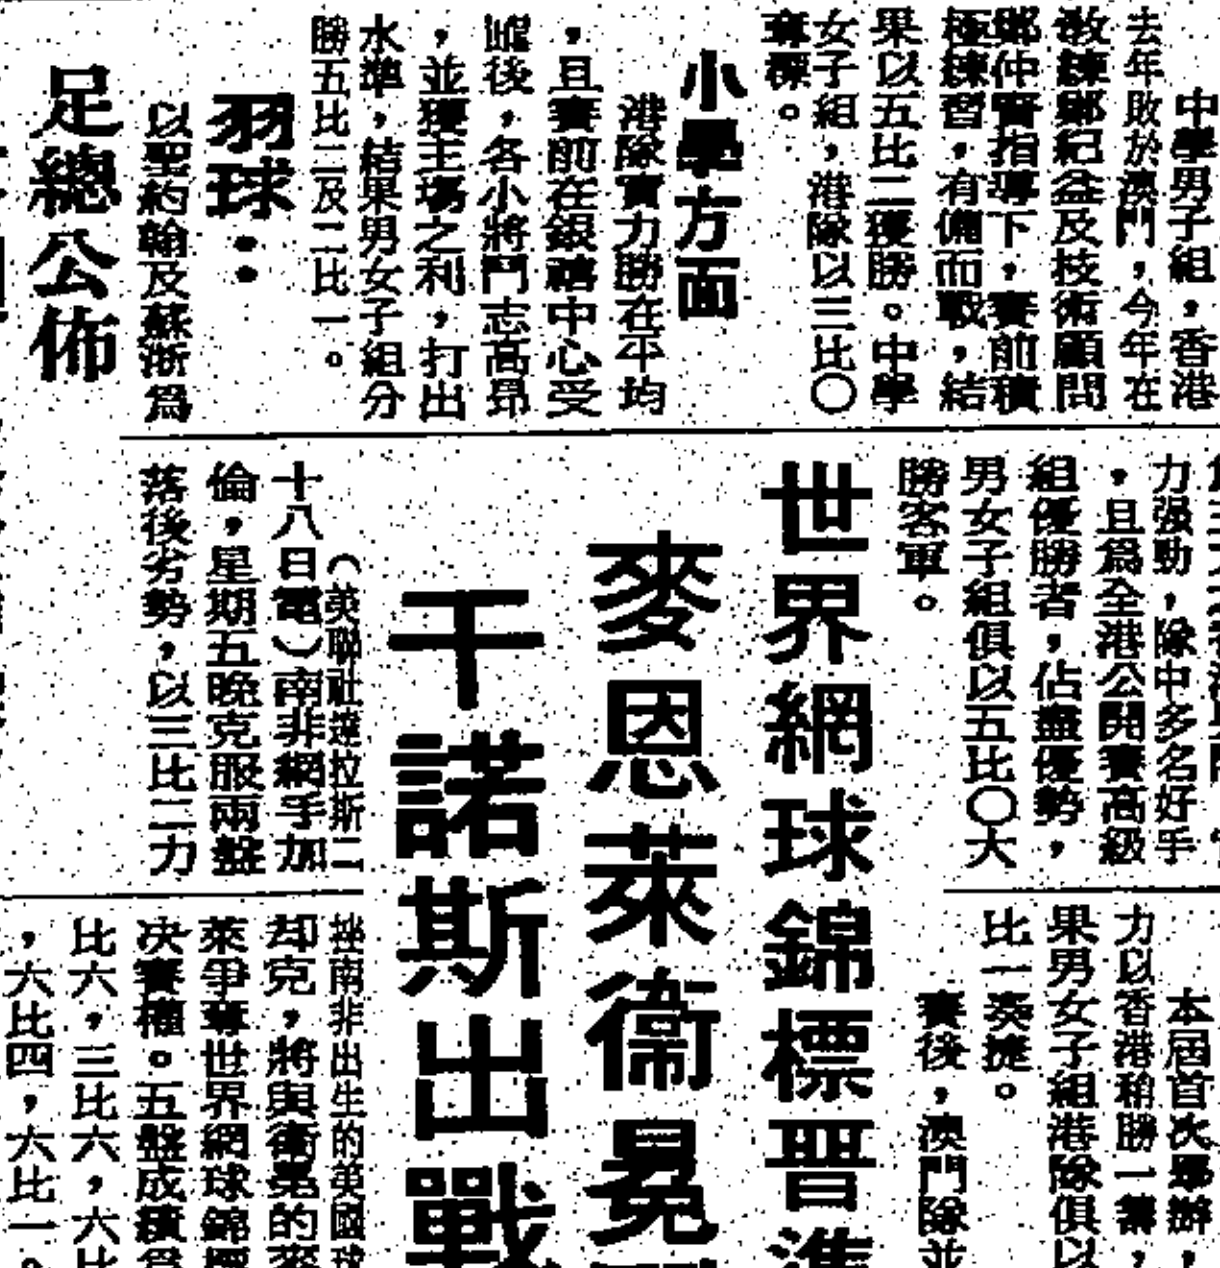 中學男子組，香港
去年敗於澳門，今年在
教練鄭紀益及技術顧問
鄭仲賢指導下，賽前積
極練習，有備而戰，結
果以五比二獲勝。中學
女子組，港隊以三比〇
奪標。
小學方面
港隊實力勝在平均
，且賽前在銀禧中心受
訓後，各小將鬥志高昂
，並獲主場之利，打出
水準，結果男女子組分
勝五比二及二比一。
羽球：
以聖約翰及蘇浙為
足總公佈
力强勁，隊中多名好手
，且為全港公開賽高級
組優勝者，佔盡優勢，
男女子組俱以五比〇大
勝客軍。
世界網球錦標晋準
麥恩萊衞冕
干諾斯出戰
（英聯社達拉斯二
十八日電）南非網手加
倫，星期五晚克服兩盤
落後劣勢，以三比二力
本屆首次舉辦，
力以香港稍勝一籌，
果男女子組港隊俱以
比一奏捷。
賽後，澳門隊並
挫南非出生的英國球
却克，將與衞冕的麥
萊爭奪世界網球錦標
决賽權。五盤成績為
比六，三比六，六比
，六比四，六比一。